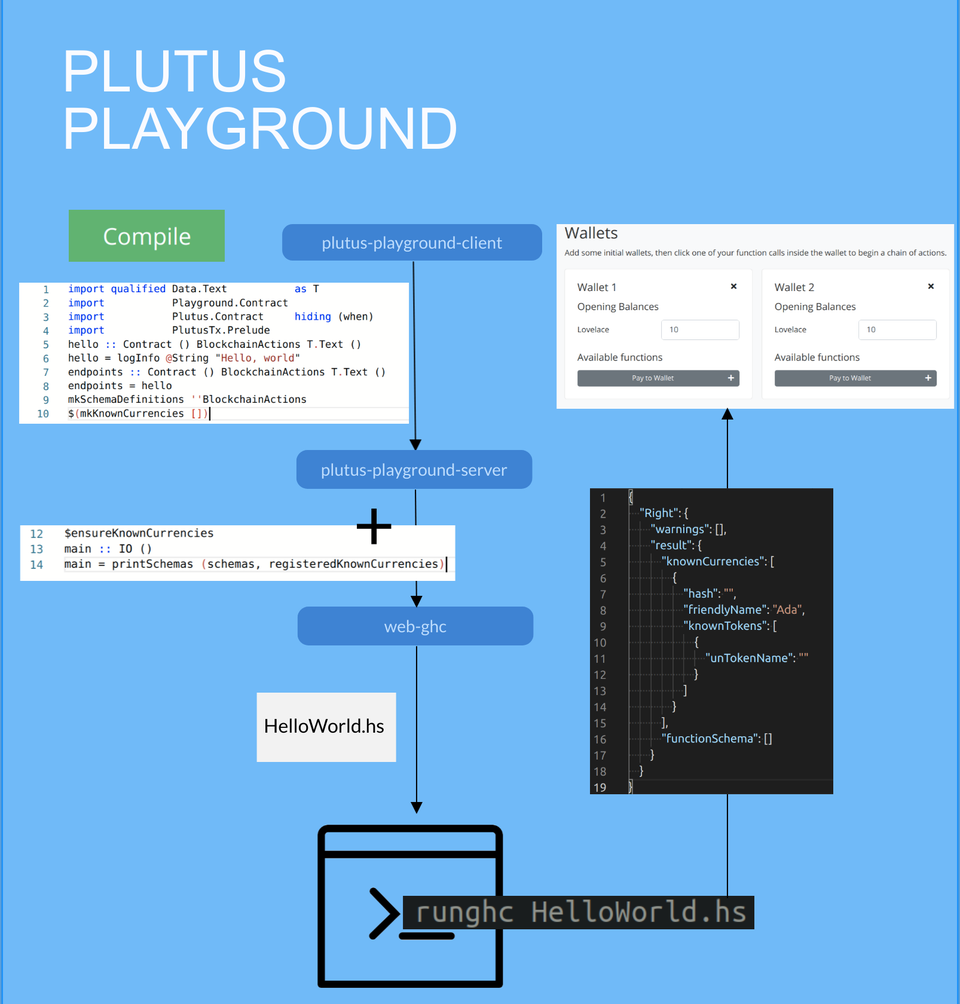 PLUTUS
PLAYGROUND
Compile
plutus-playground-client
1 import qualified Data.Text as T
2 import Playground.Contract
3 import Plutus.Contract hiding (when)
4 import PlutusTx.Prelude
5 hello :: Contract () BlockchainActions T.Text ()
6 hello = logInfo @String "Hello, world"
7 endpoints :: Contract () BlockchainActions T.Text ()
8 endpoints = hello
9 mkSchemaDefinitions ''BlockchainActions
10 $(mkKnownCurrencies [])
plutus-playground-server
+
12 $ensureKnownCurrencies
13 main :: IO ()
14 main = printSchemas (schemas, registeredKnownCurrencies)
web-ghc
HelloWorld.hs
>_
runghc HelloWorld.hs
1 {
2 "Right": {
3 "warnings": [],
4 "result": {
5 "knownCurrencies": [
6 {
7 "hash": "",
8 "friendlyName": "Ada",
9 "knownTokens": [
10 {
11 "unTokenName": ""
12 }
13 ]
14 }
15 ],
16 "functionSchema": []
17 }
18 }
19 }
Wallets
Add some initial wallets, then click one of your function calls inside the wallet to begin a chain of actions.
Wallet 1 ×
Opening Balances
Lovelace 10
Available functions
Pay to Wallet +
Wallet 2 ×
Opening Balances
Lovelace 10
Available functions
Pay to Wallet +